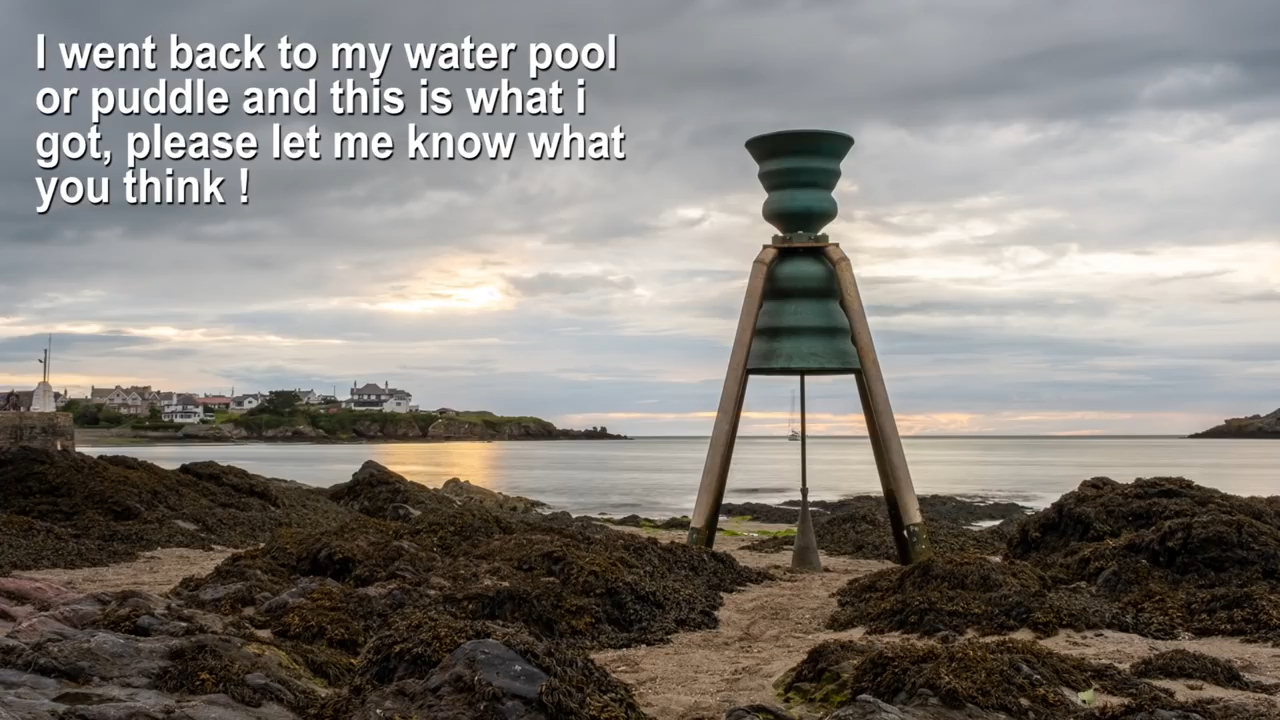 I went back to my water pool
or puddle and this is what i
got, please let me know what
you think !